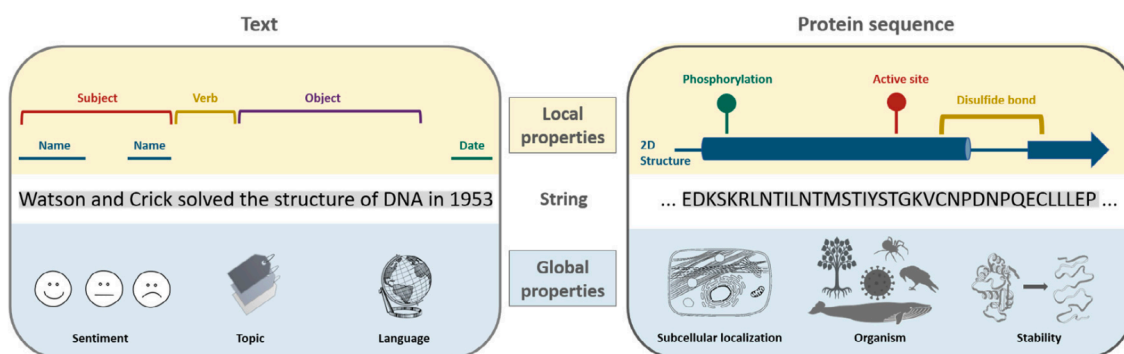 Text
Subject
Verb
Object
Name
Name
Date
Watson and Crick solved the structure of DNA in 1953
Sentiment
Topic
Language
Local
properties
String
Global
properties
Protein sequence
Phosphorylation
Active site
Disulfide bond
2D
Structure
... EDKSKRLNTILNTMSTIYSTGKVCNPDNPQECLLLEP ...
Subcellular localization
Organism
Stability